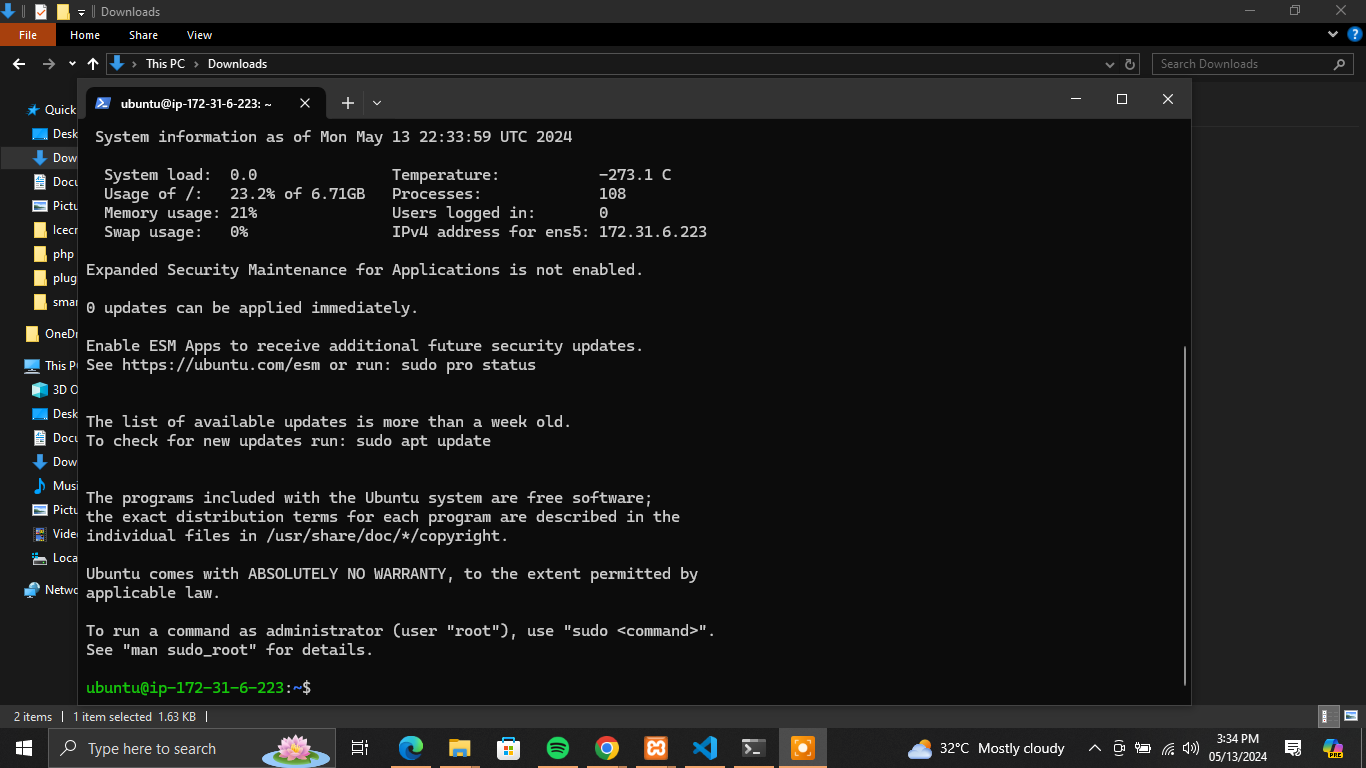 Downloads
File Home Share View
This PC > Downloads
Search Downloads
ubuntu@ip-172-31-6-223: ~
System information as of Mon May 13 22:33:59 UTC 2024
System load: 0.0 Temperature: -273.1 C
Usage of /: 23.2% of 6.71GB Processes: 108
Memory usage: 21% Users logged in: 0
Swap usage: 0% IPv4 address for ens5: 172.31.6.223
Expanded Security Maintenance for Applications is not enabled.
0 updates can be applied immediately.
Enable ESM Apps to receive additional future security updates.
See https://ubuntu.com/esm or run: sudo pro status
The list of available updates is more than a week old.
To check for new updates run: sudo apt update
The programs included with the Ubuntu system are free software;
the exact distribution terms for each program are described in the
individual files in /usr/share/doc/*/copyright.
Ubuntu comes with ABSOLUTELY NO WARRANTY, to the extent permitted by
applicable law.
To run a command as administrator (user "root"), use "sudo <command>".
See "man sudo_root" for details.
ubuntu@ip-172-31-6-223:~$
Quick
Desk
Dow
Docu
Pictu
Icecr
php
plug
smar
OneDr
This P
3D O
Desk
Docu
Dow
Musi
Pictu
Vide
Loca
Netwo
2 items 1 item selected 1.63 KB
Type here to search
32°C Mostly cloudy
3:34 PM
05/13/2024
PRE